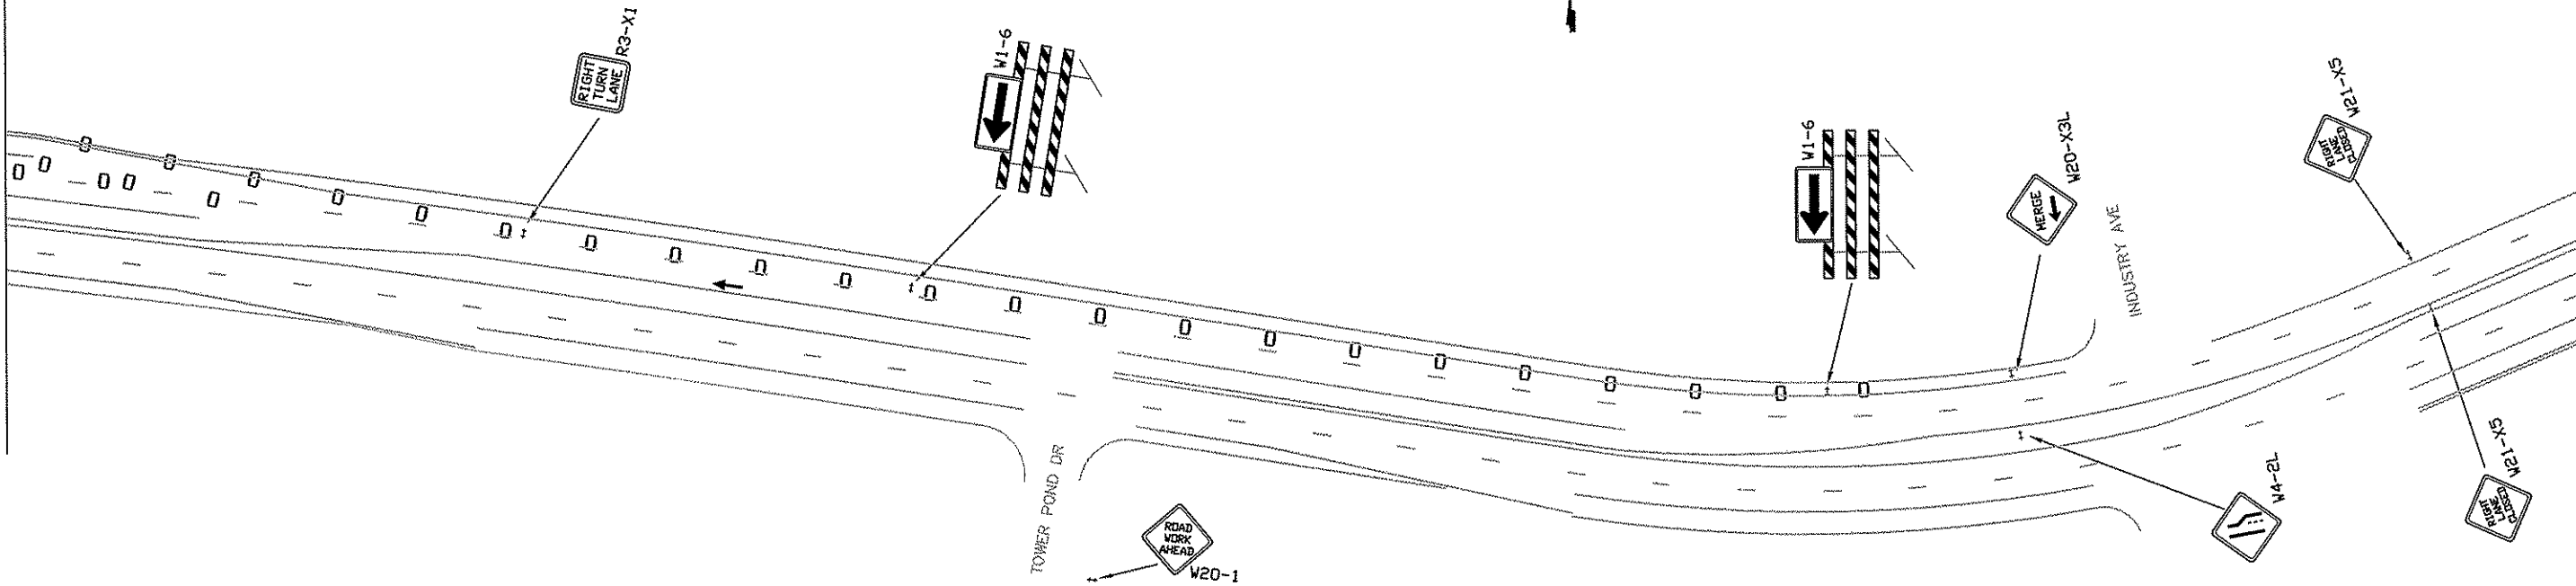 RIGHT
TURN
LANE
R3-X1
W1-6
W1-6
MERGE
W20-X3L
INDUSTRY AVE
RIGHT
LANE
CLOSED
W21-X5
TOWER POND DR
ROAD
WORK
AHEAD
W20-1
W4-2L
RIGHT
LANE
CLOSED
W21-X5